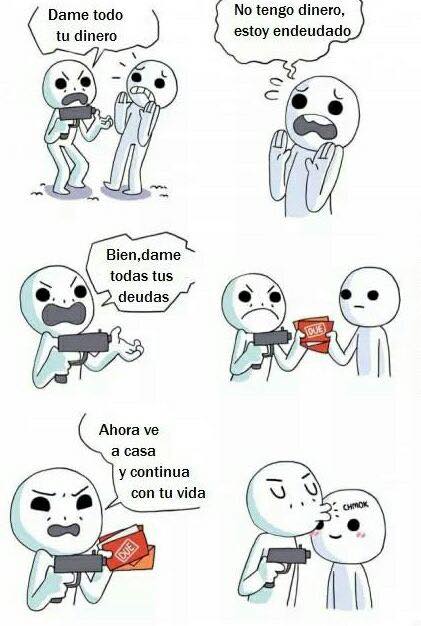 Dame todo
tu dinero
No tengo dinero,
estoy endeudado
Bien,dame
todas tus
deudas
DUE
Ahora ve
a casa
y continua
con tu vida
DUE
CHMOK